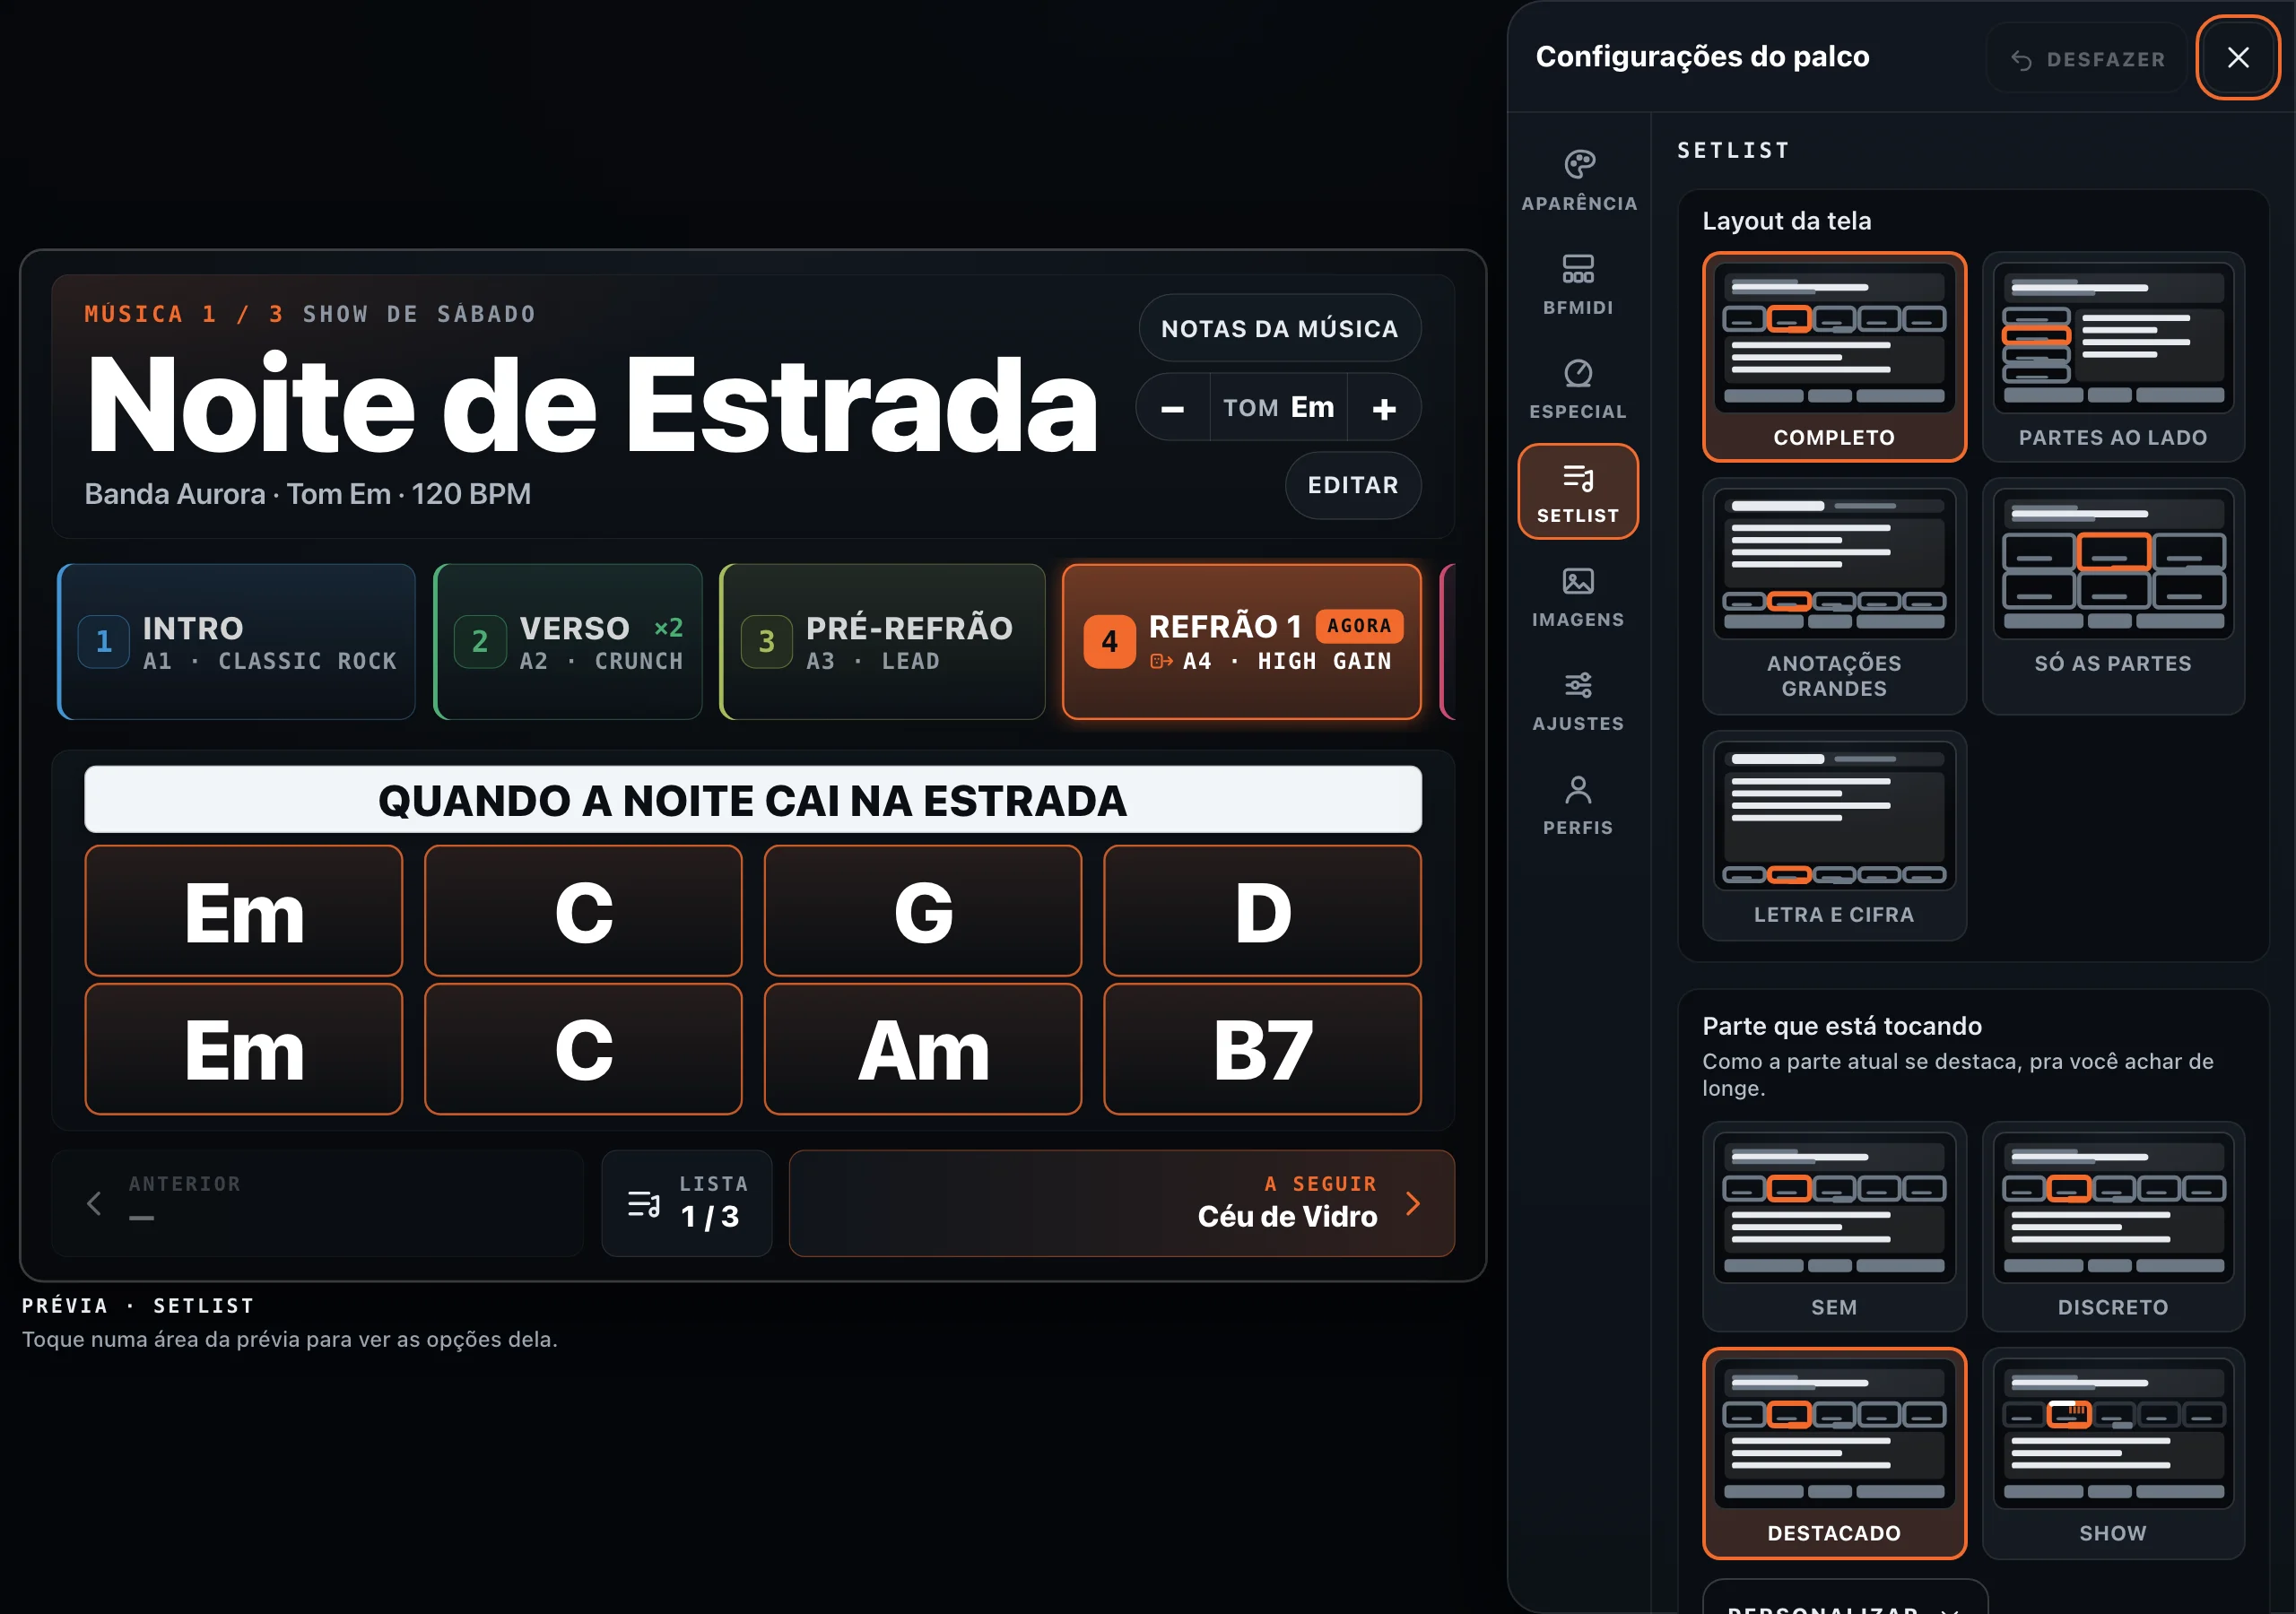 Configurações do palco
DESFAZER
MÚSICA 1 / 3 SHOW DE SÁBADO
Noite de Estrada
Banda Aurora · Tom Em · 120 BPM
NOTAS DA MÚSICA
− TOM Em +
EDITAR
1 INTRO
A1 · CLASSIC ROCK
2 VERSO ×2
A2 · CRUNCH
3 PRÉ-REFRÃO
A3 · LEAD
4 REFRÃO 1 AGORA
A4 · HIGH GAIN
QUANDO A NOITE CAI NA ESTRADA
Em C G D
Em C Am B7
ANTERIOR
—
LISTA
1 / 3
A SEGUIR
Céu de Vidro
PRÉVIA · SETLIST
Toque numa área da prévia para ver as opções dela.
APARÊNCIA
BFMIDI
ESPECIAL
SETLIST
IMAGENS
AJUSTES
PERFIS
SETLIST
Layout da tela
COMPLETO
PARTES AO LADO
ANOTAÇÕES
GRANDES
SÓ AS PARTES
LETRA E CIFRA
Parte que está tocando
Como a parte atual se destaca, pra você achar de
longe.
SEM
DISCRETO
DESTACADO
SHOW
PERSONALIZAR